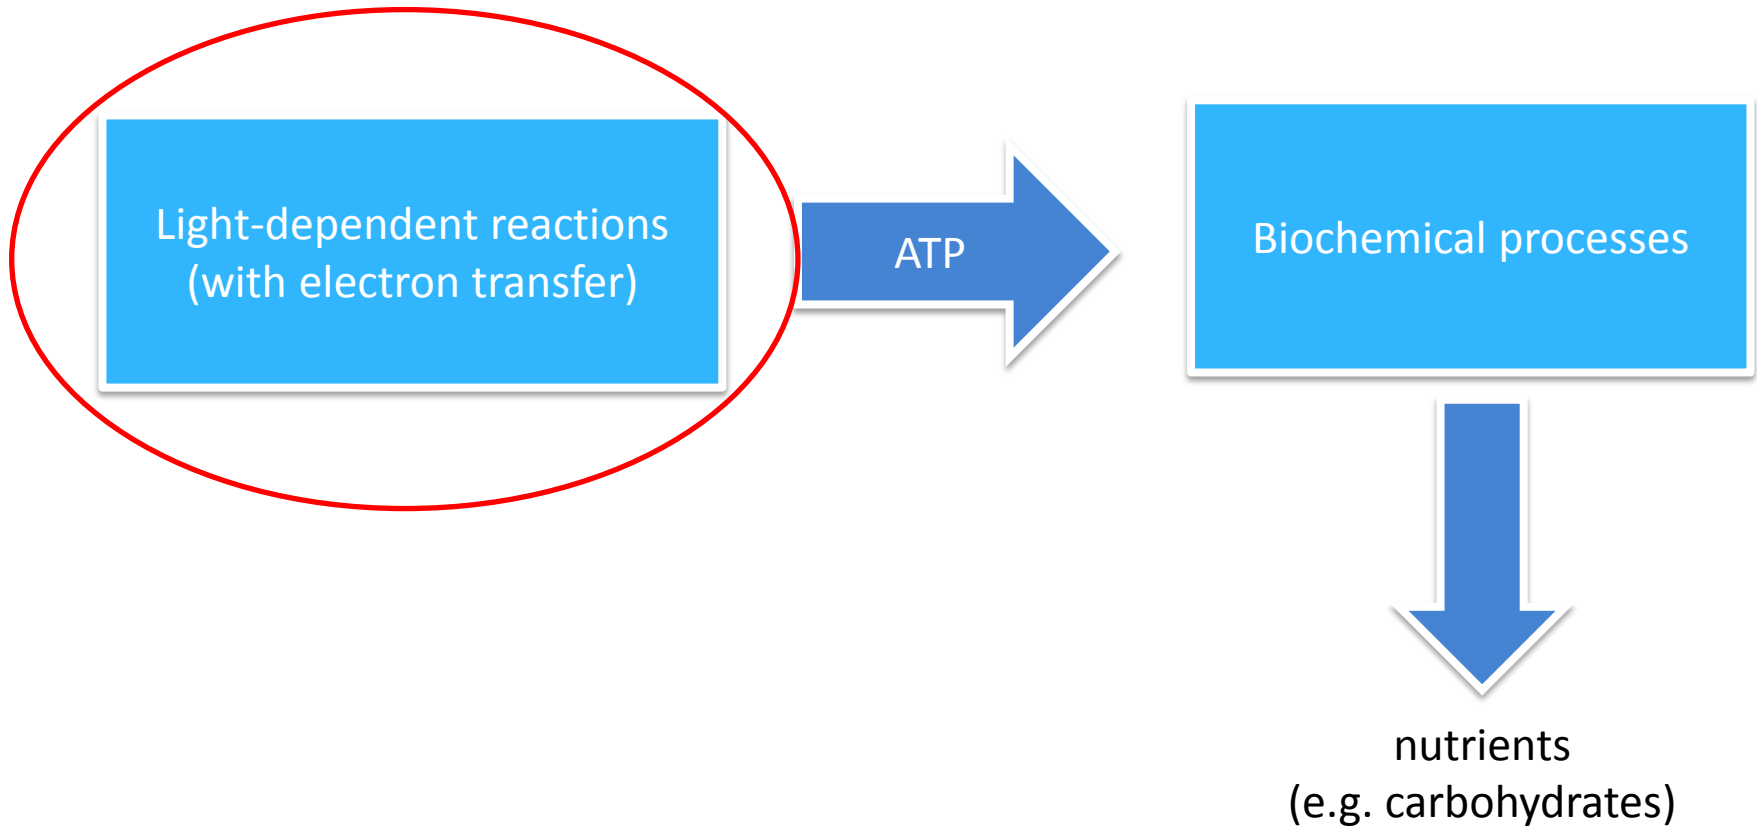 Light-dependent reactions
(with electron transfer)
ATP
Biochemical processes
nutrients
(e.g. carbohydrates)